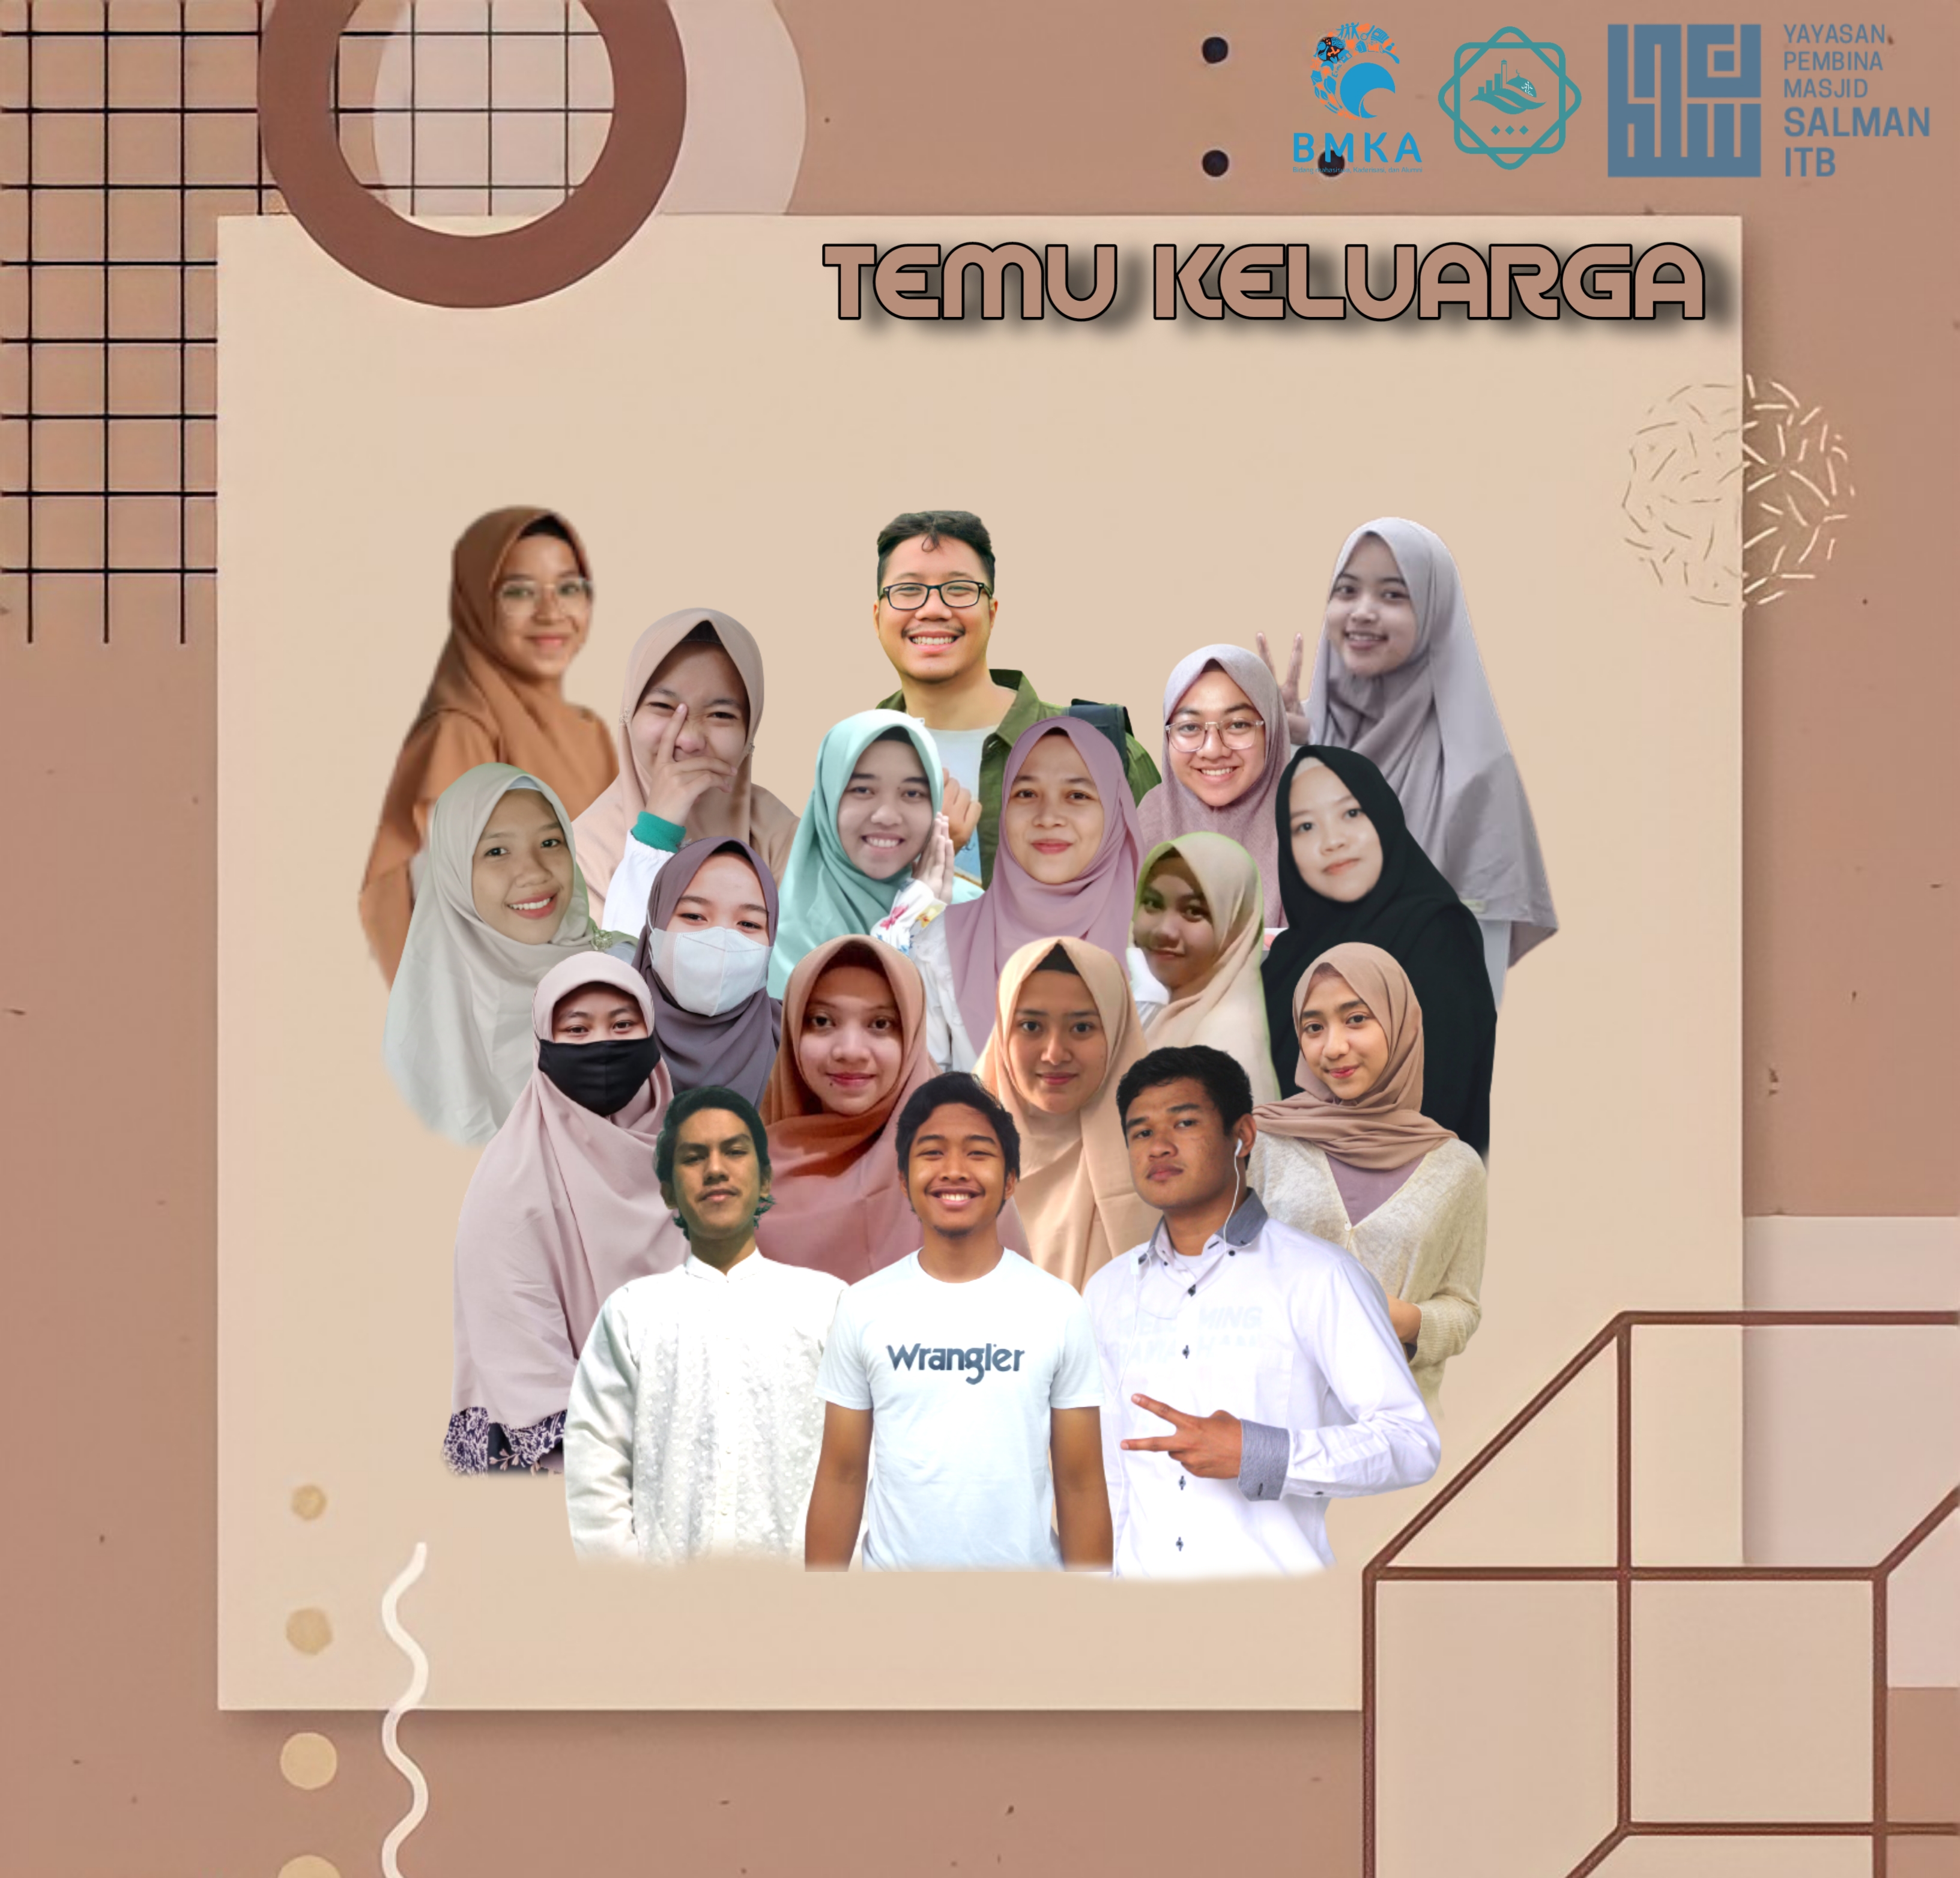 BMKA
YAYASAN
PEMBINA
MASJID
SALMAN
ITB
TEMU KELUARGA
Wrangler